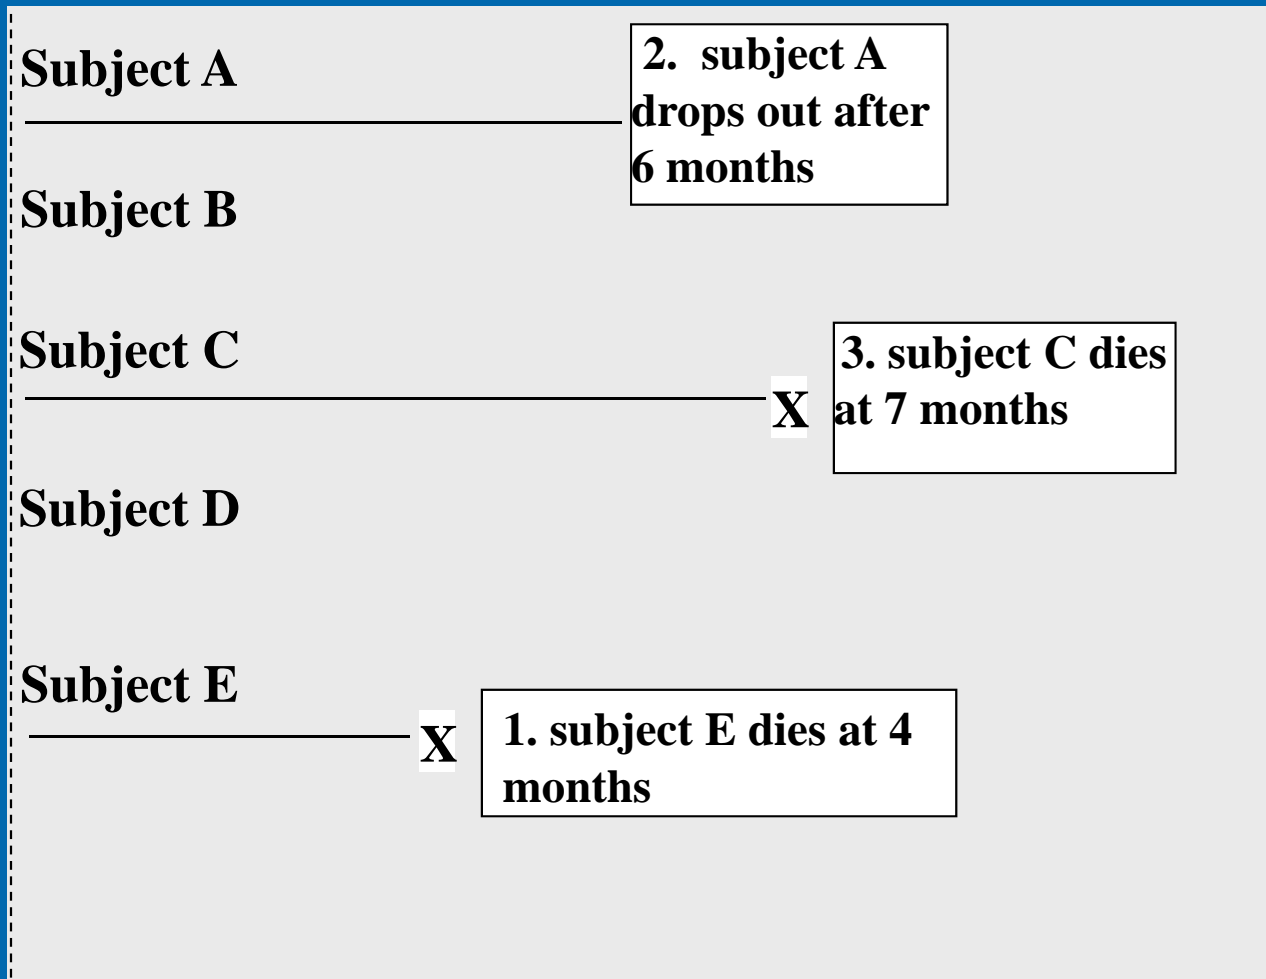 Subject A
2. subject A
drops out after
6 months
Subject B
Subject C
X
3. subject C dies
at 7 months
Subject D
Subject E
X
1. subject E dies at 4
months